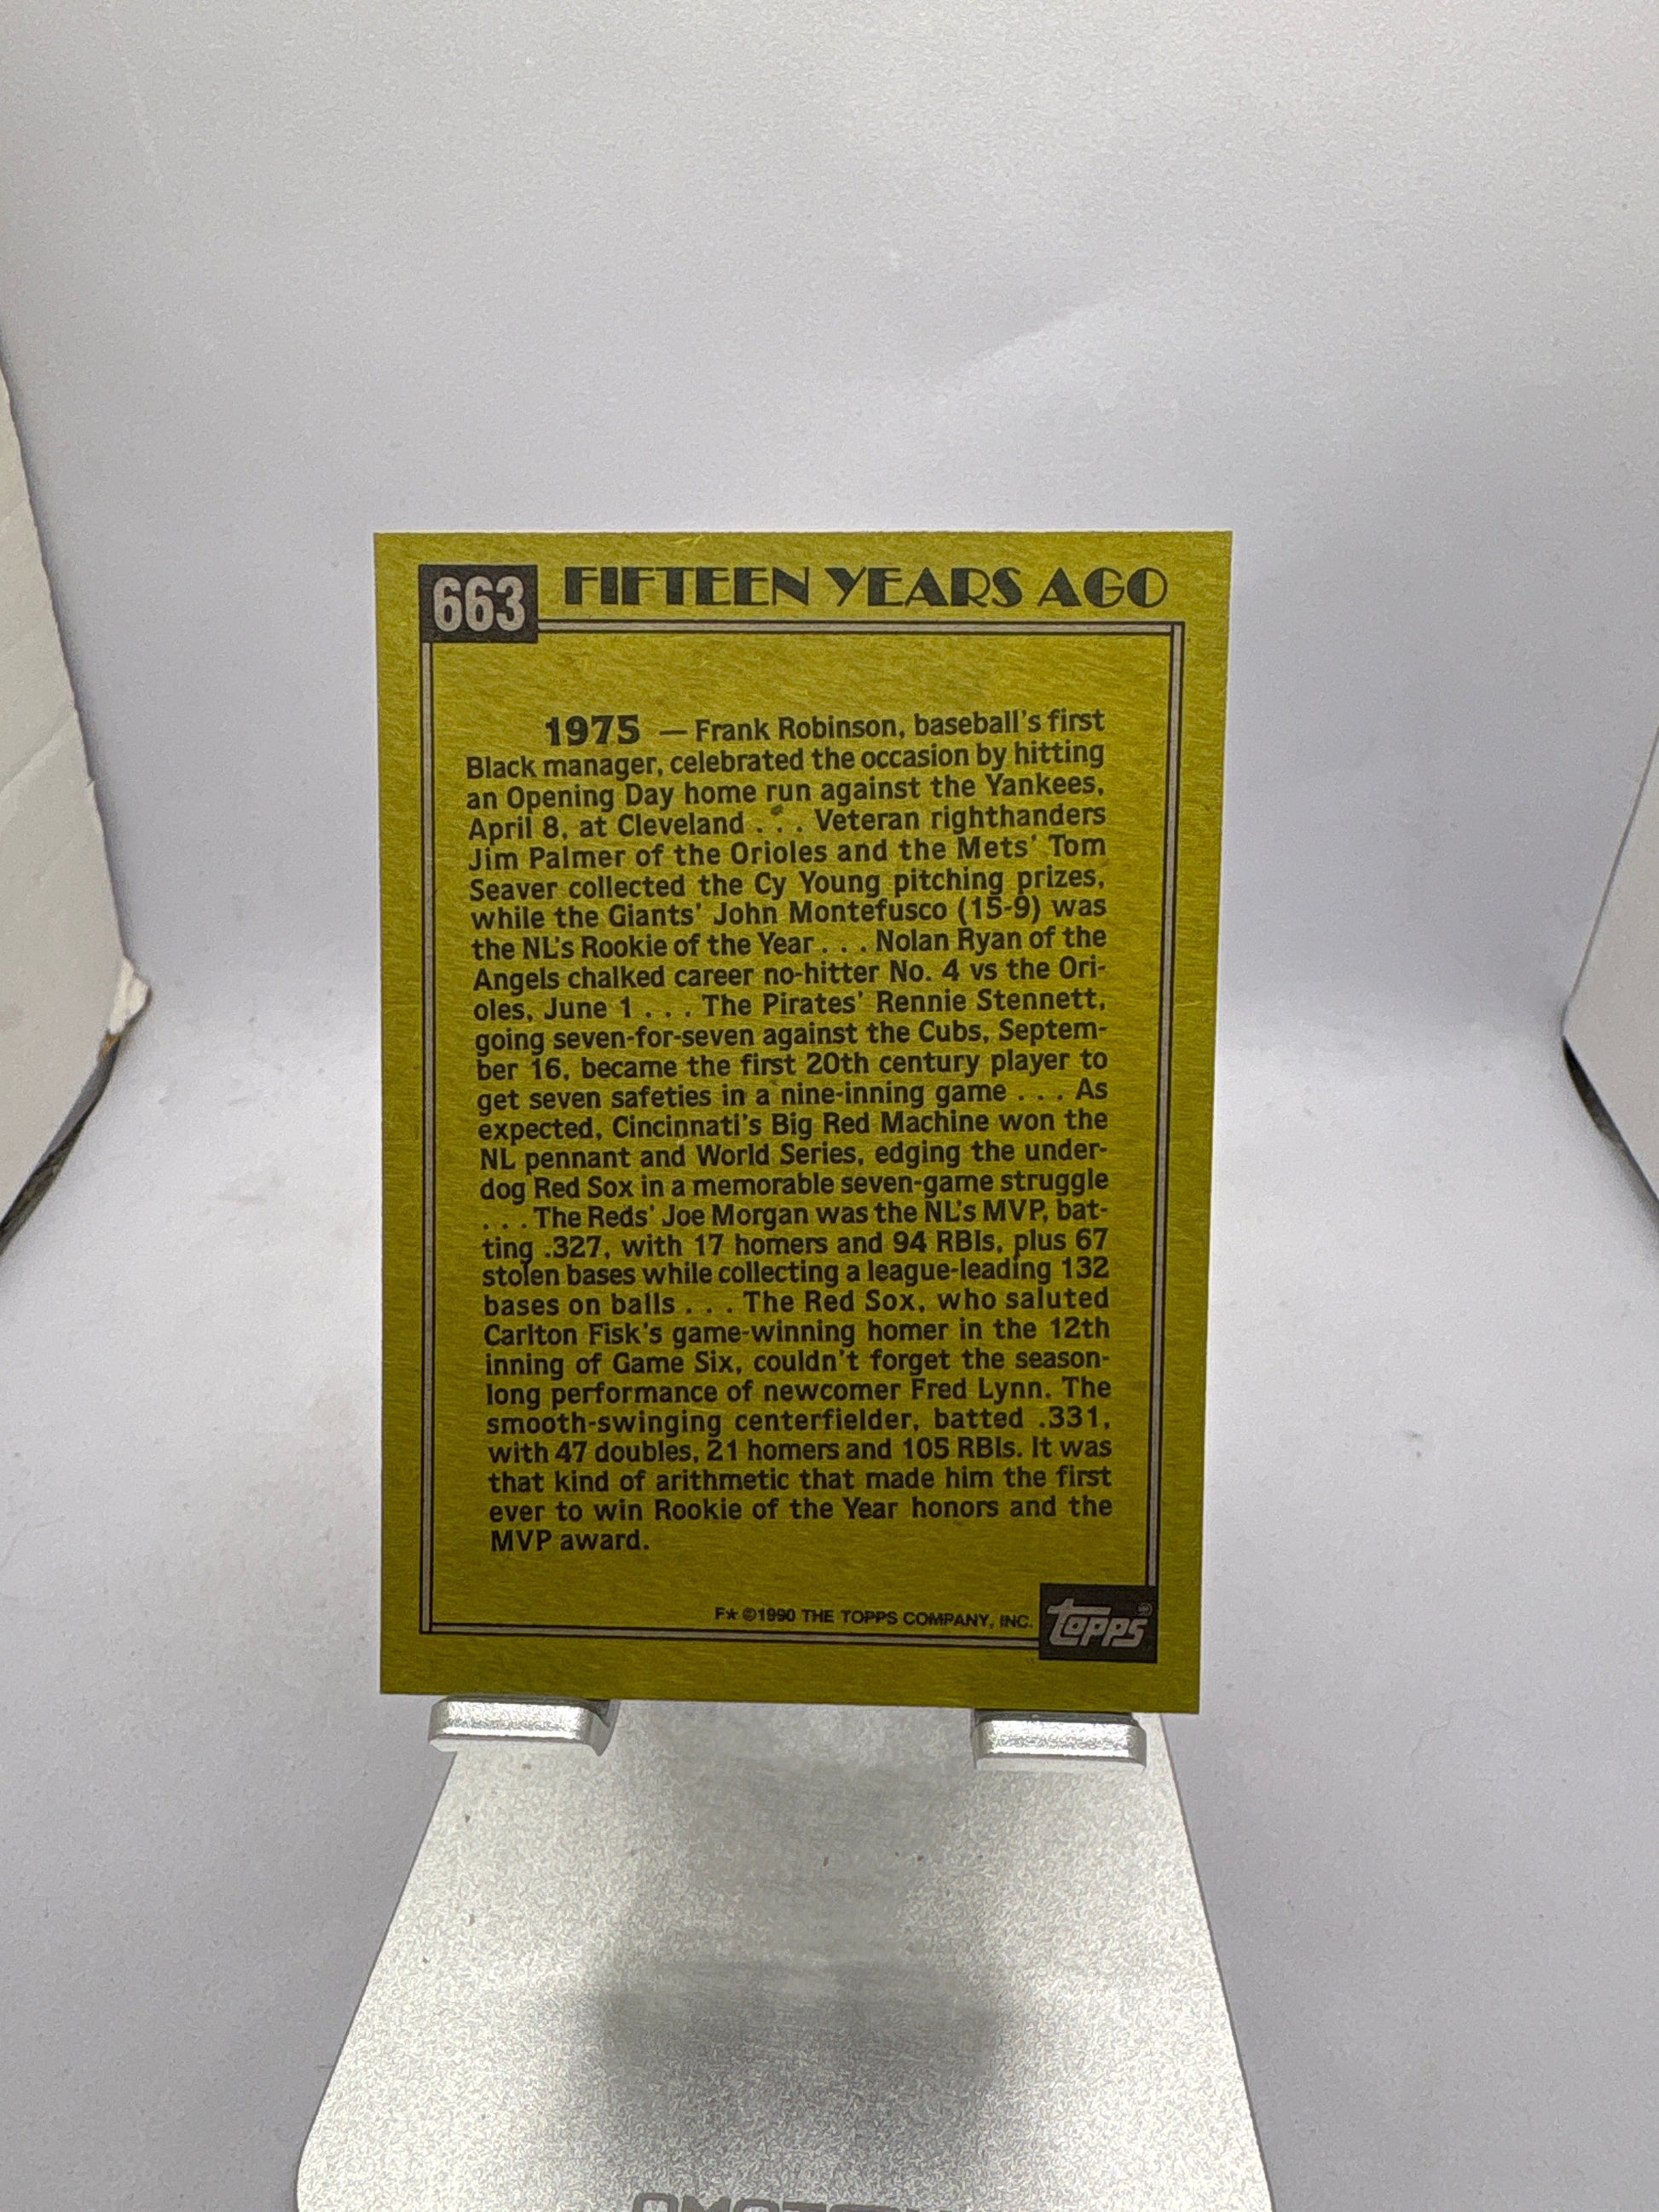 663 FIFTEEN YEARS AGO
1975 — Frank Robinson, baseball's first
Black manager, celebrated the occasion by hitting
an Opening Day home run against the Yankees,
April 8, at Cleveland . . . Veteran righthanders
Jim Palmer of the Orioles and the Mets' Tom
Seaver collected the Cy Young pitching prizes,
while the Giants' John Montefusco (15-9) was
the NL's Rookie of the Year . . . Nolan Ryan of the
Angels chalked career no-hitter No. 4 vs the Ori-
oles, June 1 . . . The Pirates' Rennie Stennett,
going seven-for-seven against the Cubs, Septem-
ber 16, became the first 20th century player to
get seven safeties in a nine-inning game . . . As
expected, Cincinnati's Big Red Machine won the
NL pennant and World Series, edging the under-
dog Red Sox in a memorable seven-game struggle
. . . The Reds' Joe Morgan was the NL's MVP, bat-
ting .327, with 17 homers and 94 RBIs, plus 67
stolen bases while collecting a league-leading 132
bases on balls . . . The Red Sox, who saluted
Carlton Fisk's game-winning homer in the 12th
inning of Game Six, couldn't forget the season-
long performance of newcomer Fred Lynn. The
smooth-swinging centerfielder, batted .331,
with 47 doubles, 21 homers and 105 RBIs. It was
that kind of arithmetic that made him the first
ever to win Rookie of the Year honors and the
MVP award.
F★ ©1990 THE TOPPS COMPANY, INC.
topps